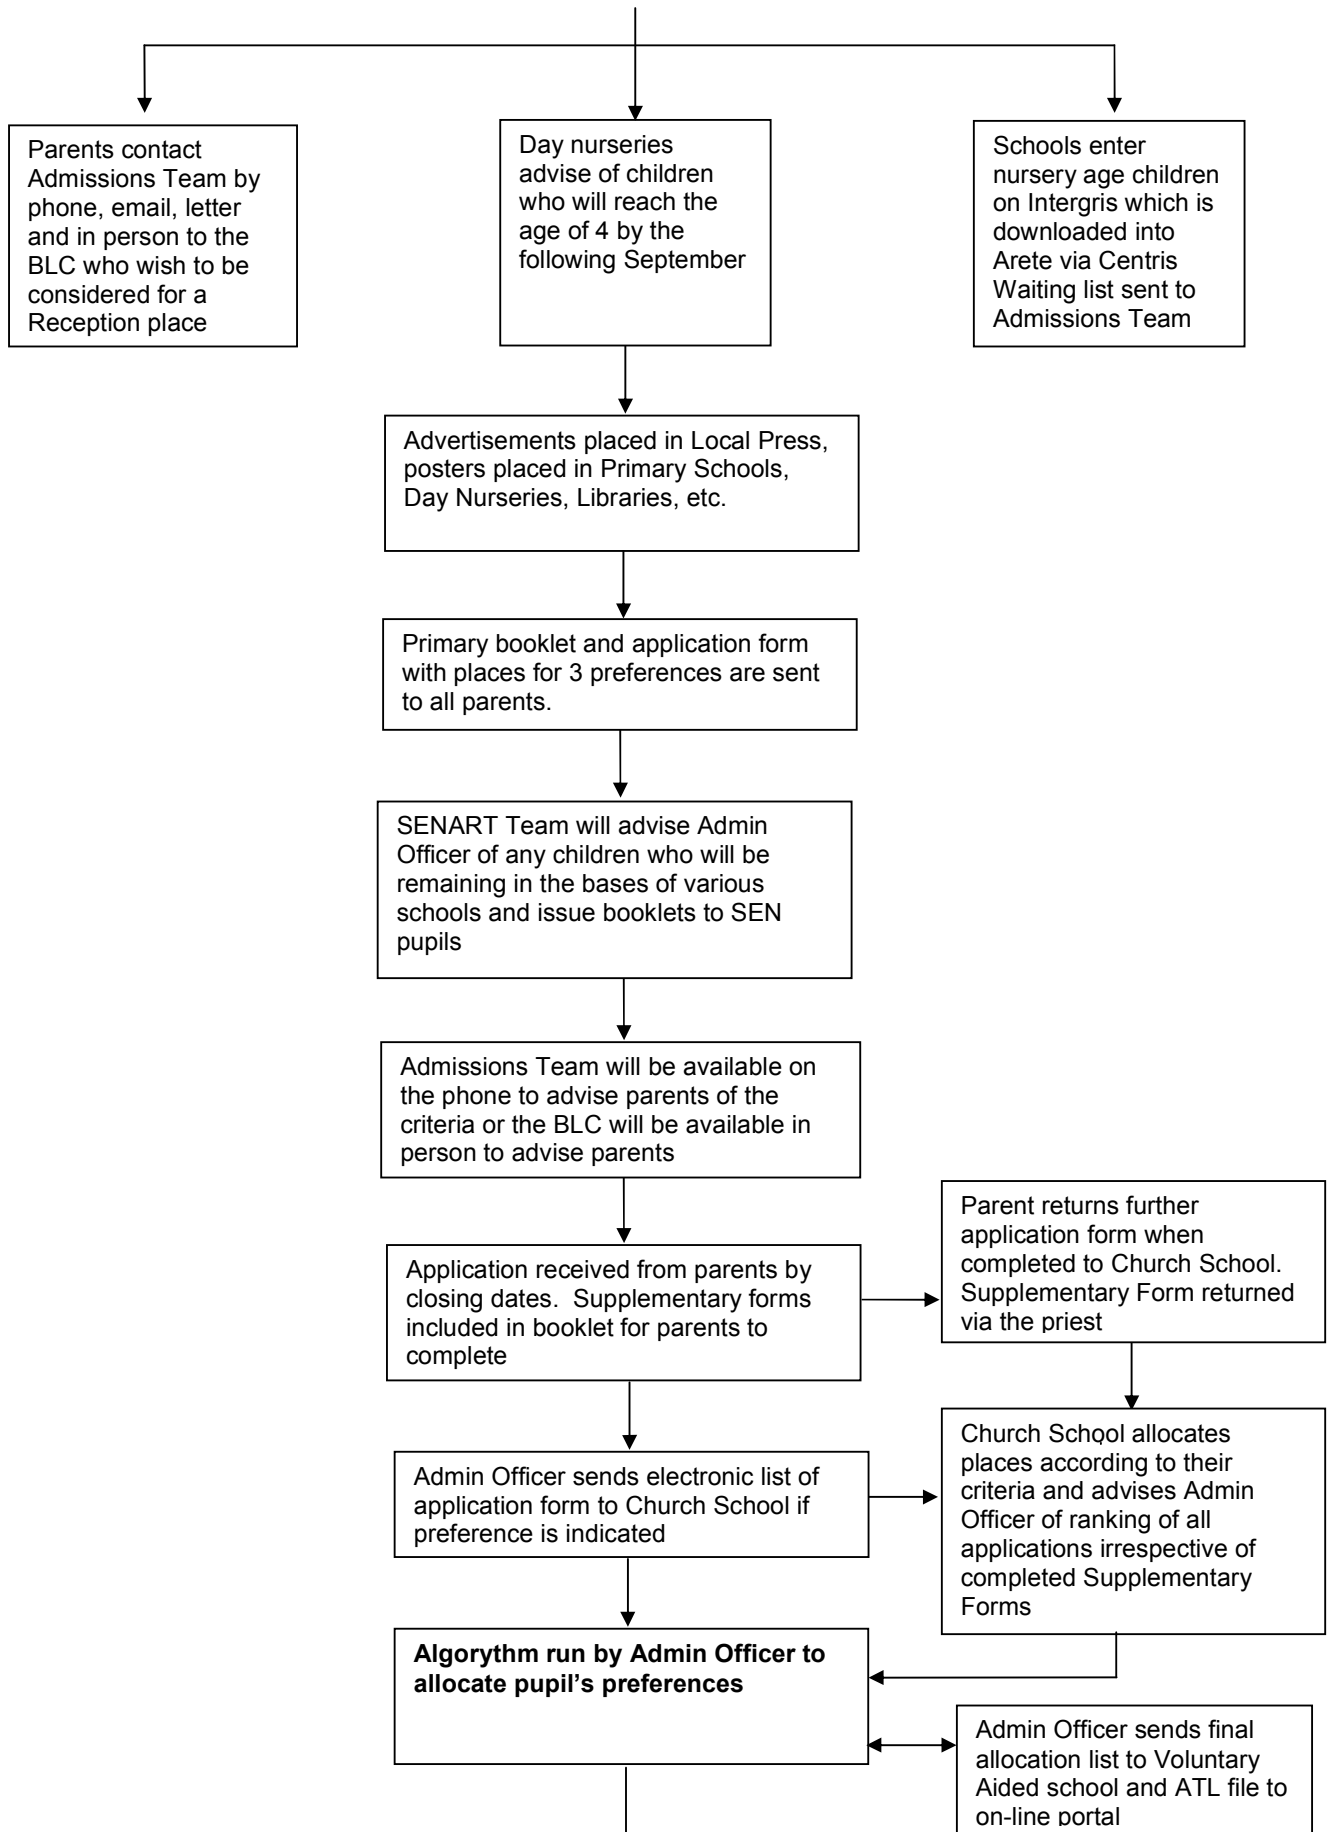 Parents contact
Admissions Team by
phone, email, letter
and in person to the
BLC who wish to be
considered for a
Reception place
Day nurseries
advise of children
who will reach the
age of 4 by the
following September
Schools enter
nursery age children
on Intergris which is
downloaded into
Arete via Centris
Waiting list sent to
Admissions Team
Advertisements placed in Local Press,
posters placed in Primary Schools,
Day Nurseries, Libraries, etc.
Primary booklet and application form
with places for 3 preferences are sent
to all parents.
SENART Team will advise Admin
Officer of any children who will be
remaining in the bases of various
schools and issue booklets to SEN
pupils
Admissions Team will be available on
the phone to advise parents of the
criteria or the BLC will be available in
person to advise parents
Application received from parents by
closing dates.  Supplementary forms
included in booklet for parents to
complete
Parent returns further
application form when
completed to Church School.
Supplementary Form returned
via the priest
Admin Officer sends electronic list of
application form to Church School if
preference is indicated
Church School allocates
places according to their
criteria and advises Admin
Officer of ranking of all
applications irrespective of
completed Supplementary
Forms
Algorythm run by Admin Officer to
allocate pupil’s preferences
Admin Officer sends final
allocation list to Voluntary
Aided school and ATL file to
on-line portal